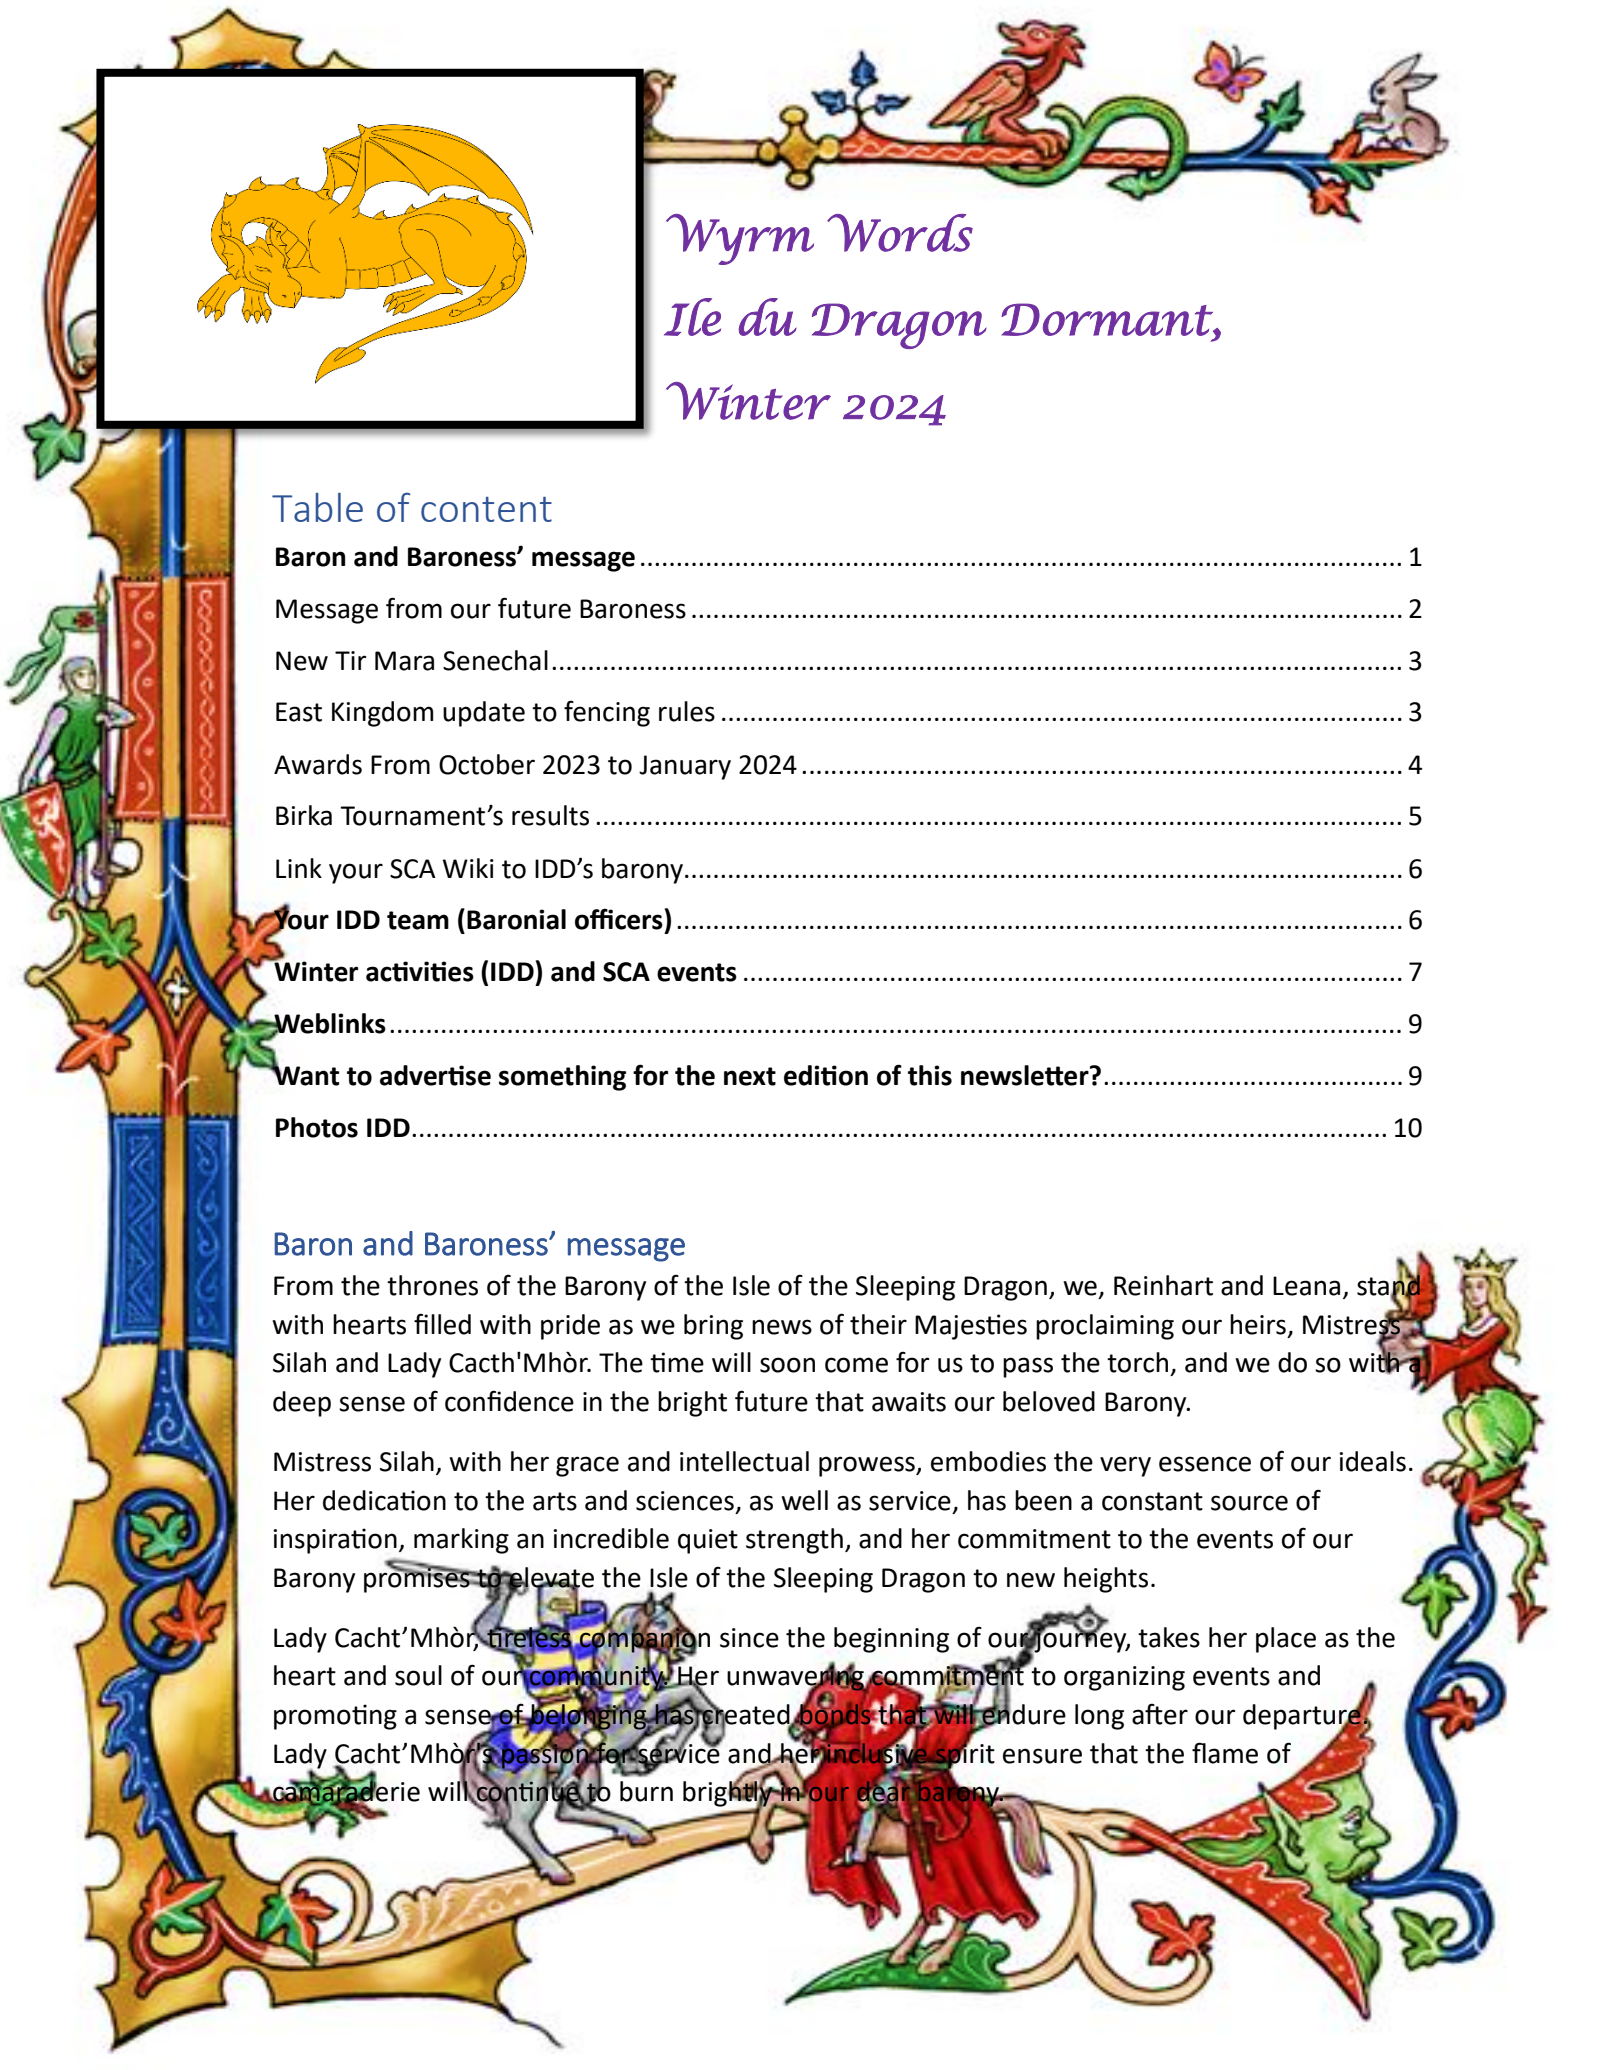 Wyrm Words
Ile du Dragon Dormant,
Winter 2024
Table of content
Baron and Baroness’ message ........ 1
Message from our future Baroness ........ 2
New Tir Mara Senechal ........ 3
East Kingdom update to fencing rules ........ 3
Awards From October 2023 to January 2024 ........ 4
Birka Tournament’s results ........ 5
Link your SCA Wiki to IDD’s barony ........ 6
Your IDD team (Baronial officers) ........ 6
Winter activities (IDD) and SCA events ........ 7
Weblinks ........ 9
Want to advertise something for the next edition of this newsletter? ........ 9
Photos IDD ........ 10
Baron and Baroness’ message
From the thrones of the Barony of the Isle of the Sleeping Dragon, we, Reinhart and Leana, stand
with hearts filled with pride as we bring news of their Majesties proclaiming our heirs, Mistress
Silah and Lady Cacth'Mhòr. The time will soon come for us to pass the torch, and we do so with a
deep sense of confidence in the bright future that awaits our beloved Barony.
Mistress Silah, with her grace and intellectual prowess, embodies the very essence of our ideals.
Her dedication to the arts and sciences, as well as service, has been a constant source of
inspiration, marking an incredible quiet strength, and her commitment to the events of our
Barony promises to elevate the Isle of the Sleeping Dragon to new heights.
Lady Cacht’Mhòr, tireless companion since the beginning of our journey, takes her place as the
heart and soul of our community. Her unwavering commitment to organizing events and
promoting a sense of belonging has created bonds that will endure long after our departure.
Lady Cacht’Mhòr's passion for service and her inclusive spirit ensure that the flame of
camaraderie will continue to burn brightly in our dear barony.